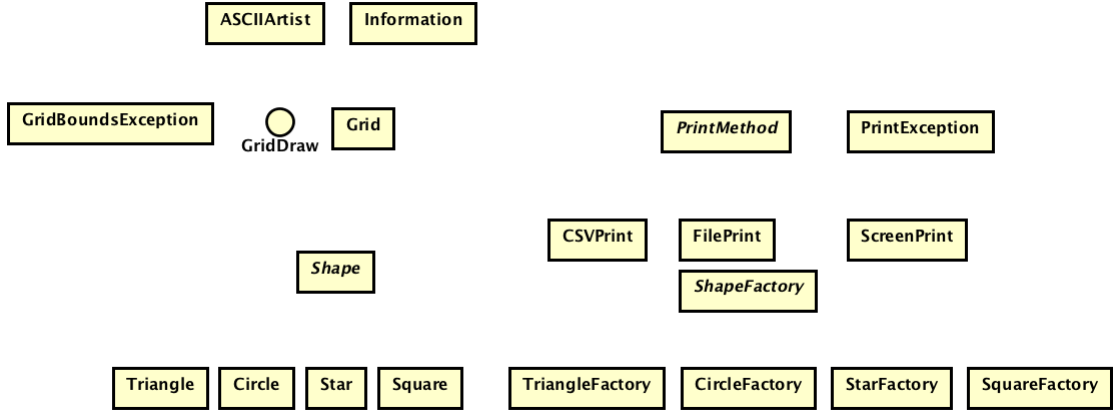 ASCIIArtist
Information
GridBoundsException
GridDraw
Grid
PrintMethod
PrintException
CSVPrint
FilePrint
ScreenPrint
Shape
ShapeFactory
Triangle
Circle
Star
Square
TriangleFactory
CircleFactory
StarFactory
SquareFactory